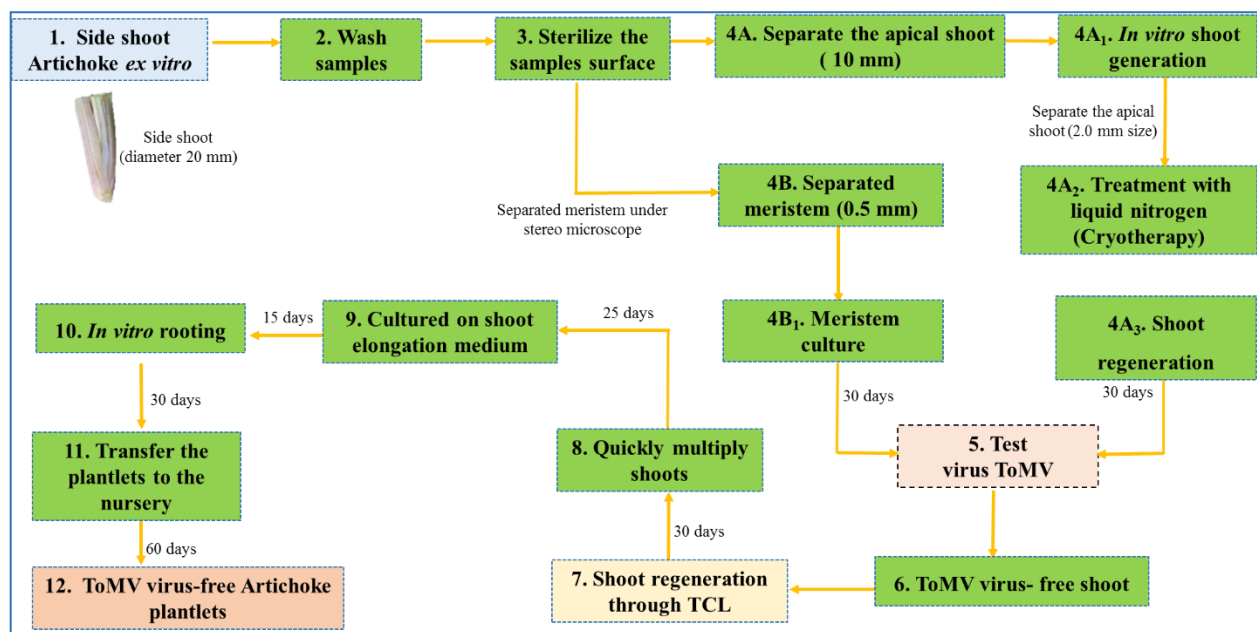 1. Side shoot
Artichoke ex vitro
2. Wash
samples
3. Sterilize the
samples surface
4A. Separate the apical shoot
( 10 mm)
4A₁. In vitro shoot
generation
Side shoot
(diameter 20 mm)
Separate the apical
shoot (2.0 mm size)
4B. Separated
meristem (0.5 mm)
Separated meristem under
stereo microscope
4A₂. Treatment with
liquid nitrogen
(Cryotherapy)
10. In vitro rooting
15 days
9. Cultured on shoot
elongation medium
25 days
4B₁. Meristem
culture
4A₃. Shoot
regeneration
30 days
30 days
30 days
11. Transfer the
plantlets to the
nursery
8. Quickly multiply
shoots
5. Test
virus ToMV
60 days
30 days
12. ToMV virus-free Artichoke
plantlets
7. Shoot regeneration
through TCL
6. ToMV virus- free shoot